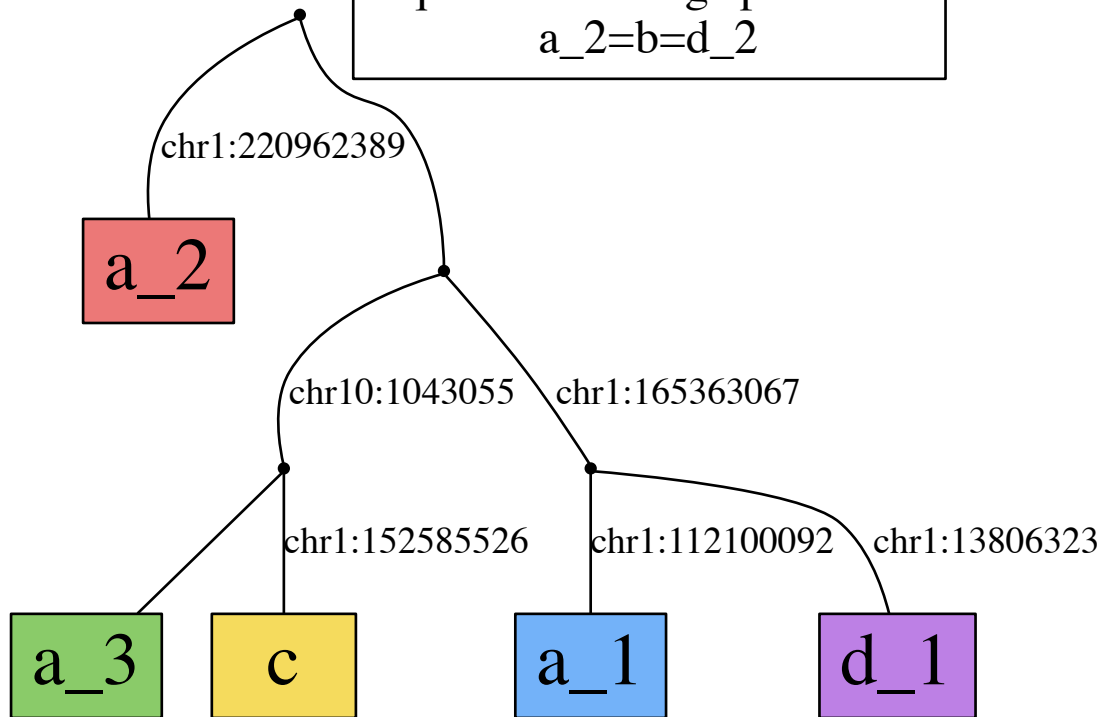 a_2=b=d_2
chr1:220962389
a_2
chr10:1043055
chr1:165363067
chr1:152585526
chr1:112100092
chr1:13806323
a_3
c
a_1
d_1